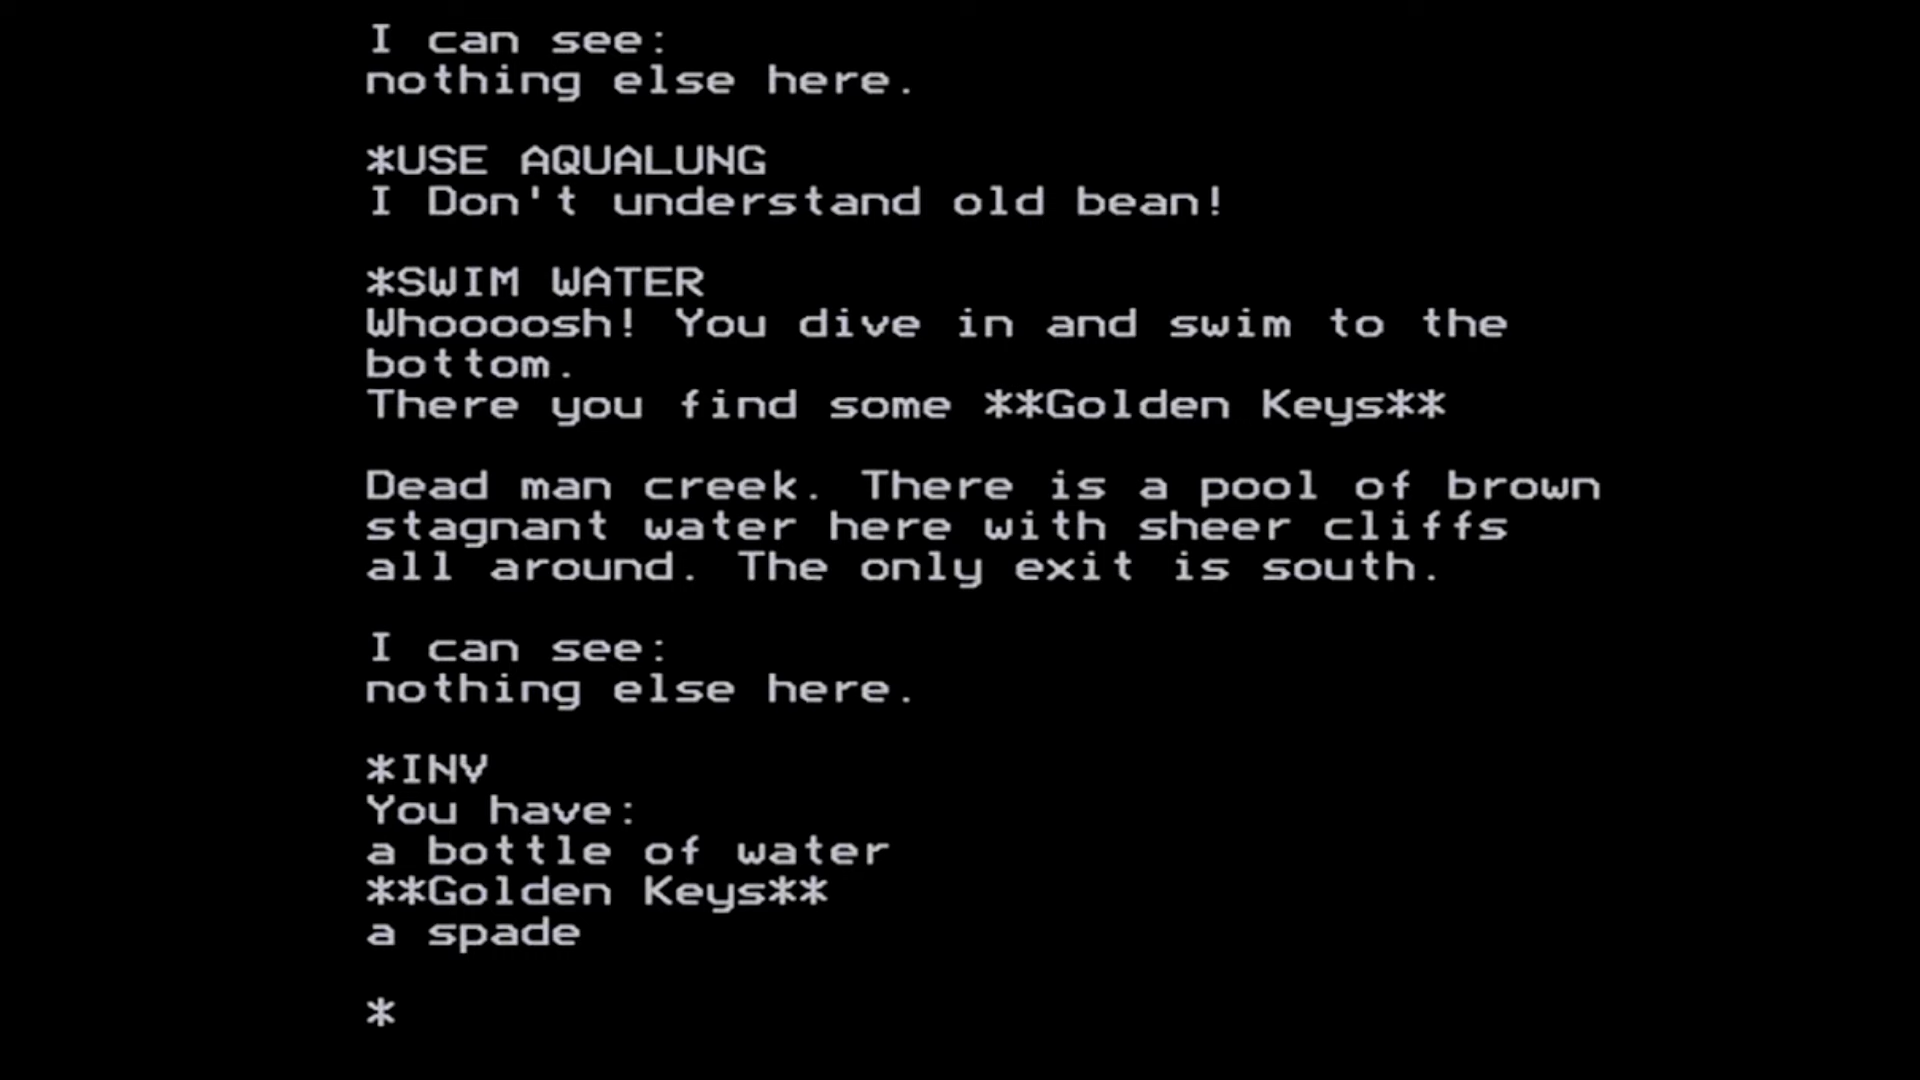 I can see:
nothing else here.
*USE AQUALUNG
I Don't understand old bean!
*SWIM WATER
Whoooosh! You dive in and swim to the
bottom.
There you find some **Golden Keys**
Dead man creek. There is a pool of brown
stagnant water here with sheer cliffs
all around. The only exit is south.
I can see:
nothing else here.
*INV
You have:
a bottle of water
**Golden Keys**
a spade
*